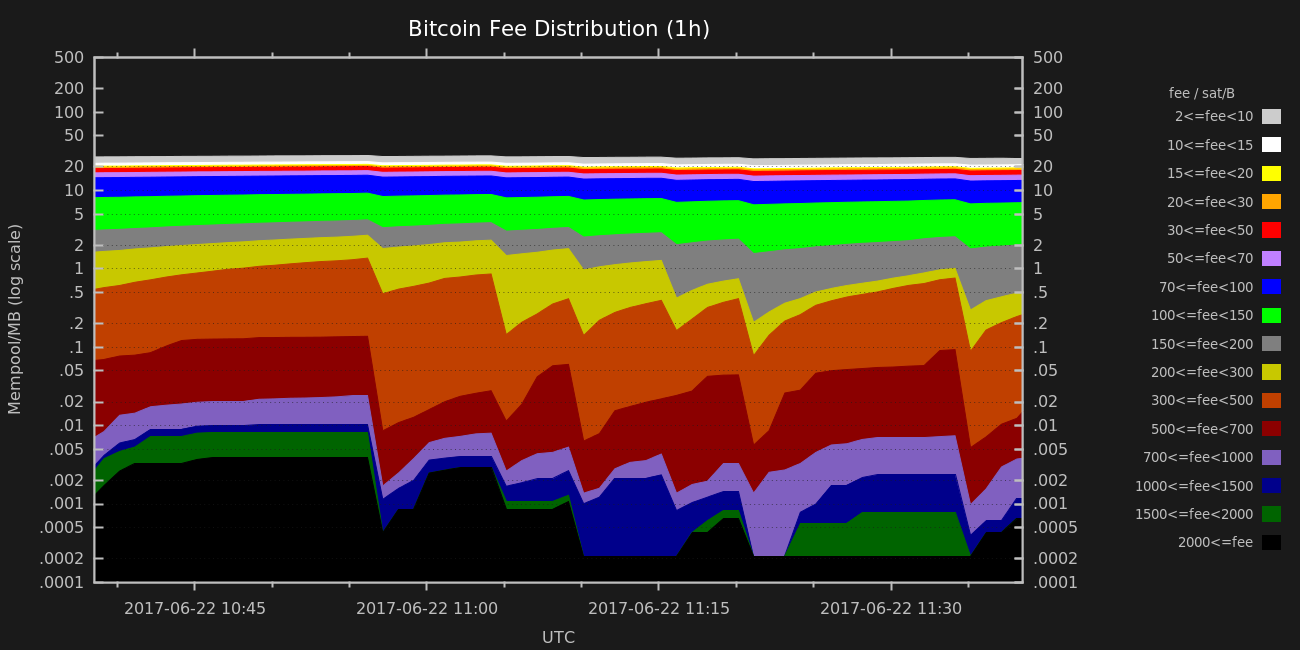 Bitcoin Fee Distribution (1h)
Mempool/MB (log scale)
500
200
100
50
20
10
5
2
1
.5
.2
.1
.05
.02
.01
.005
.002
.001
.0005
.0002
.0001
500
200
100
50
20
10
5
2
1
.5
.2
.1
.05
.02
.01
.005
.002
.001
.0005
.0002
.0001
2017-06-22 10:45
2017-06-22 11:00
2017-06-22 11:15
2017-06-22 11:30
UTC
fee / sat/B
2<=fee<10
10<=fee<15
15<=fee<20
20<=fee<30
30<=fee<50
50<=fee<70
70<=fee<100
100<=fee<150
150<=fee<200
200<=fee<300
300<=fee<500
500<=fee<700
700<=fee<1000
1000<=fee<1500
1500<=fee<2000
2000<=fee